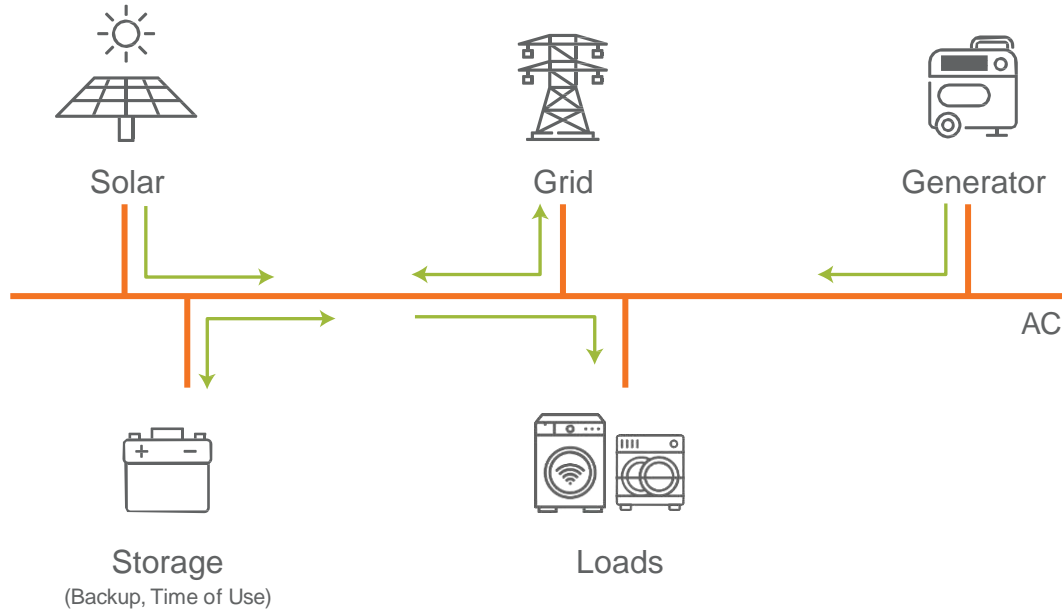 Solar
Grid
Generator
AC
Storage
(Backup, Time of Use)
Loads